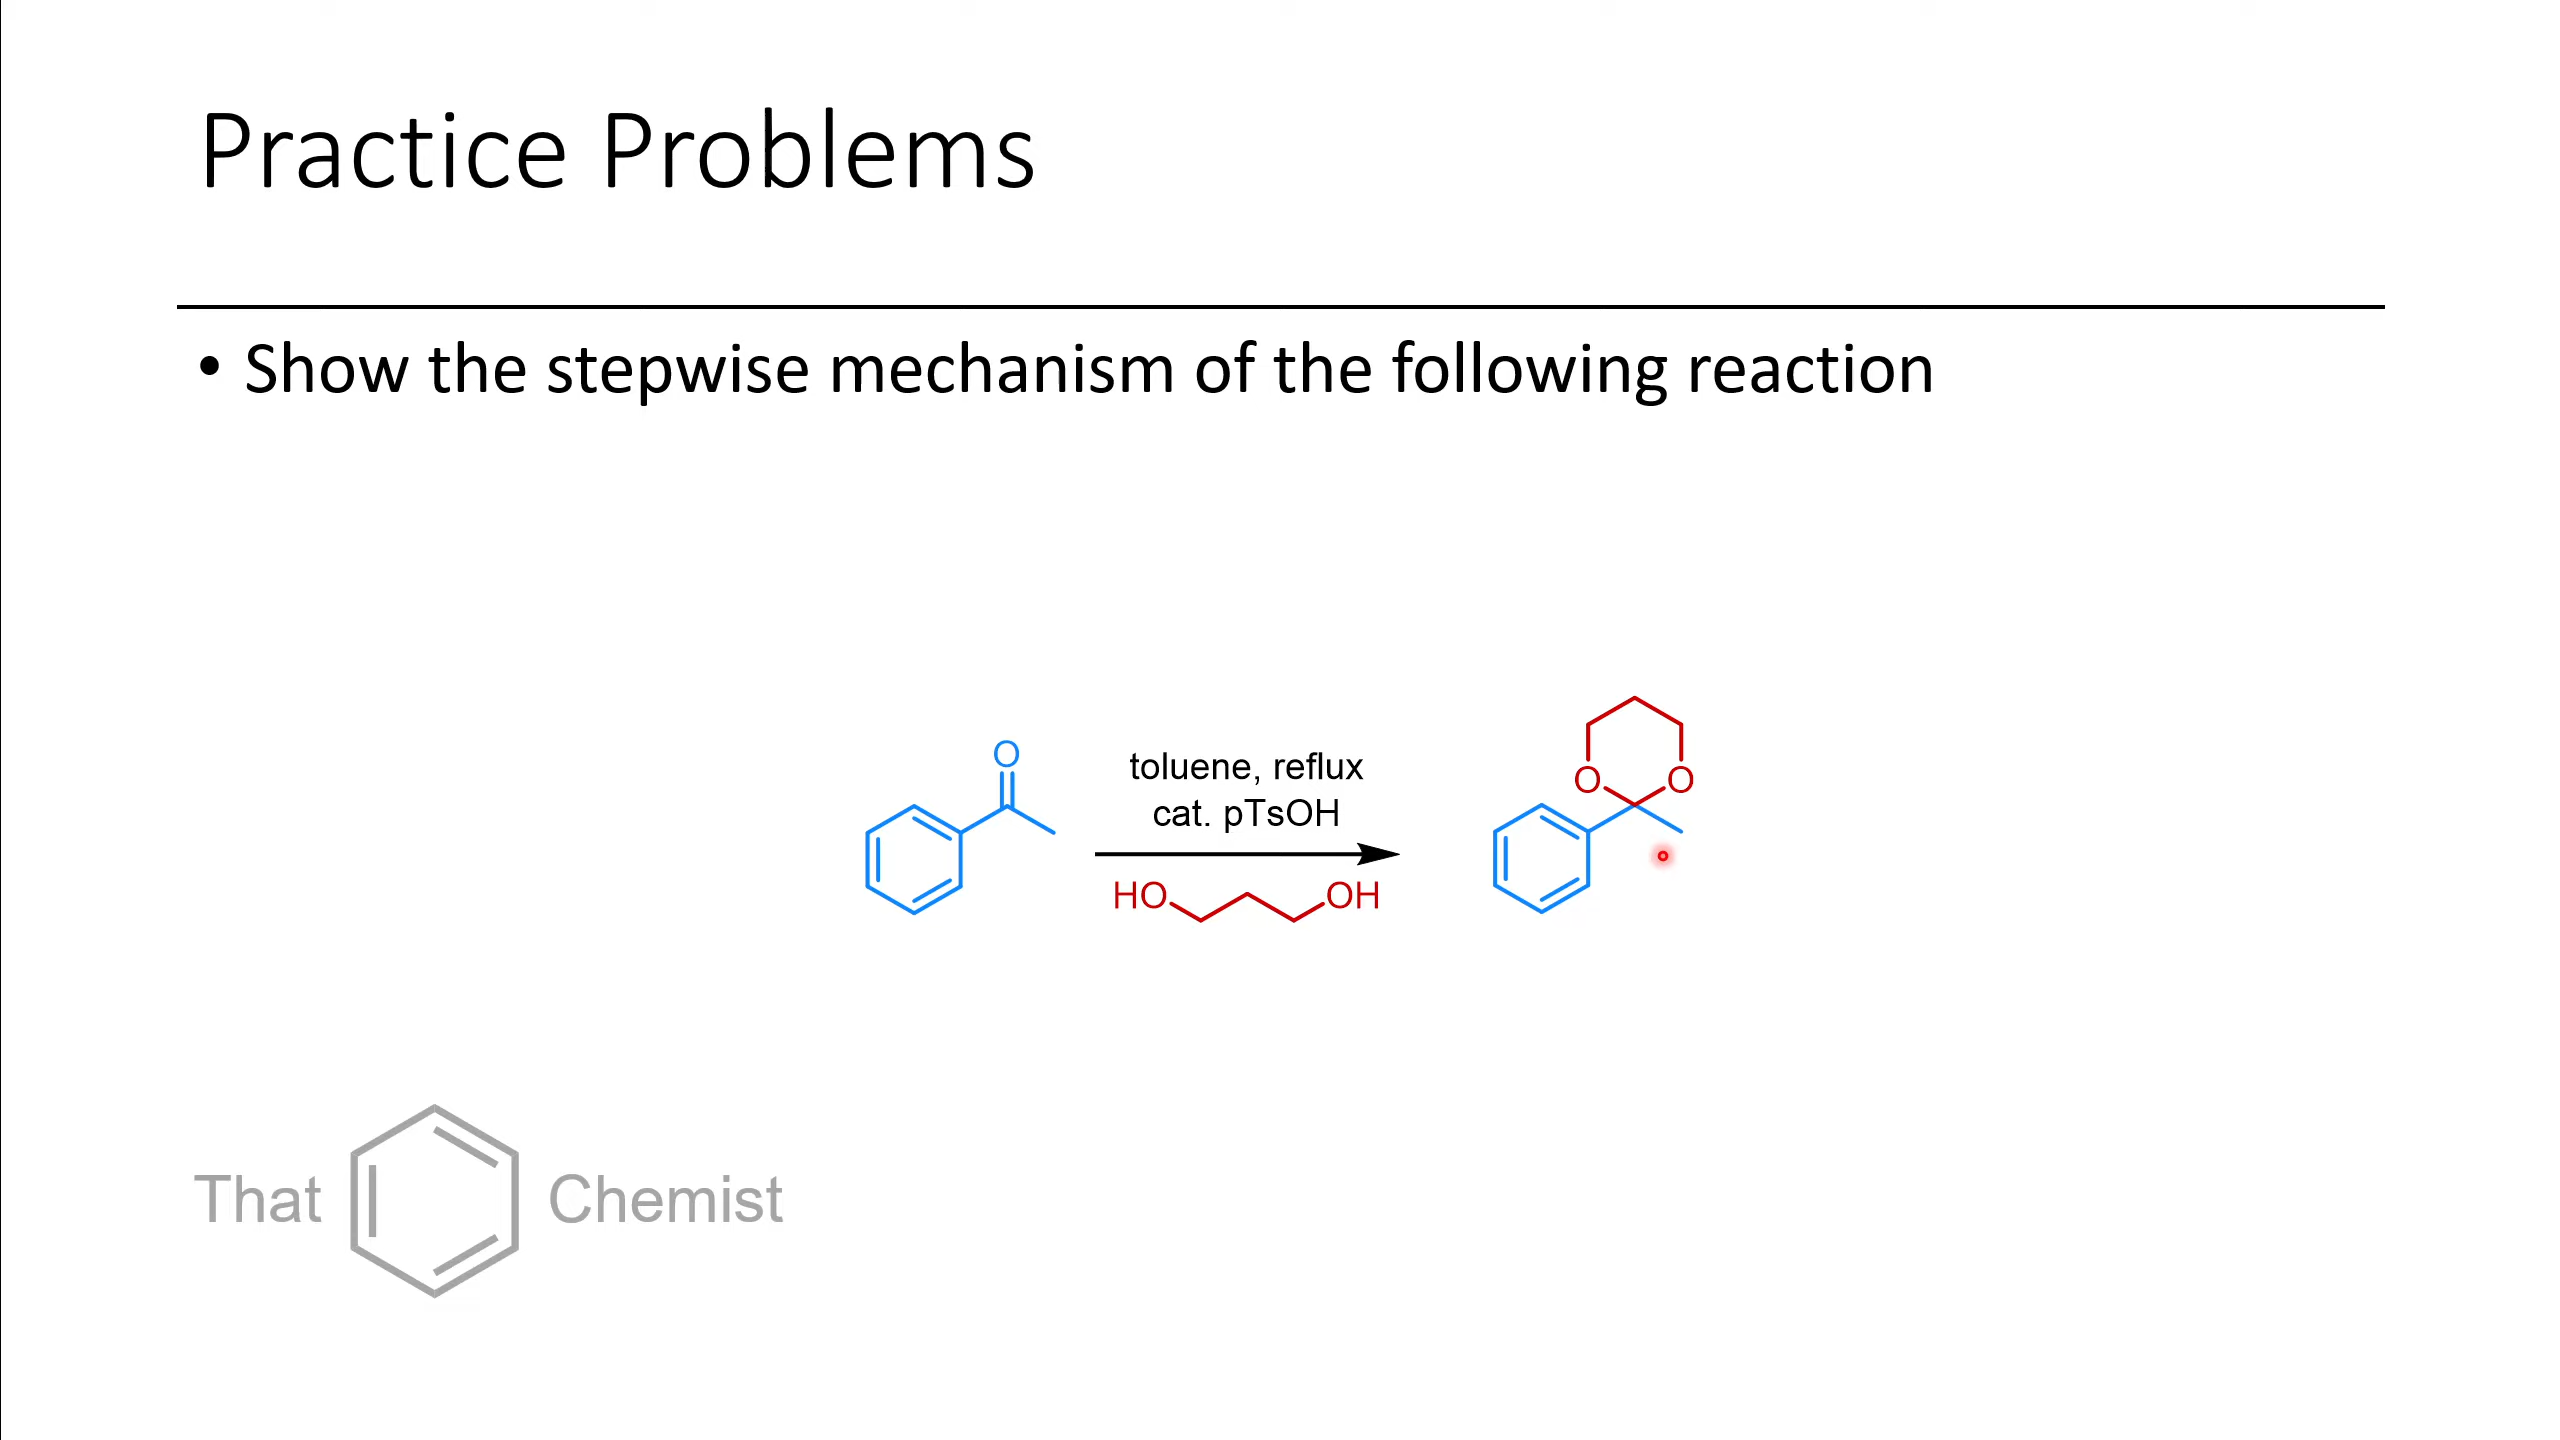 Practice Problems
• Show the stepwise mechanism of the following reaction
O
toluene, reflux
cat. pTsOH
HO OH
O O
That Chemist